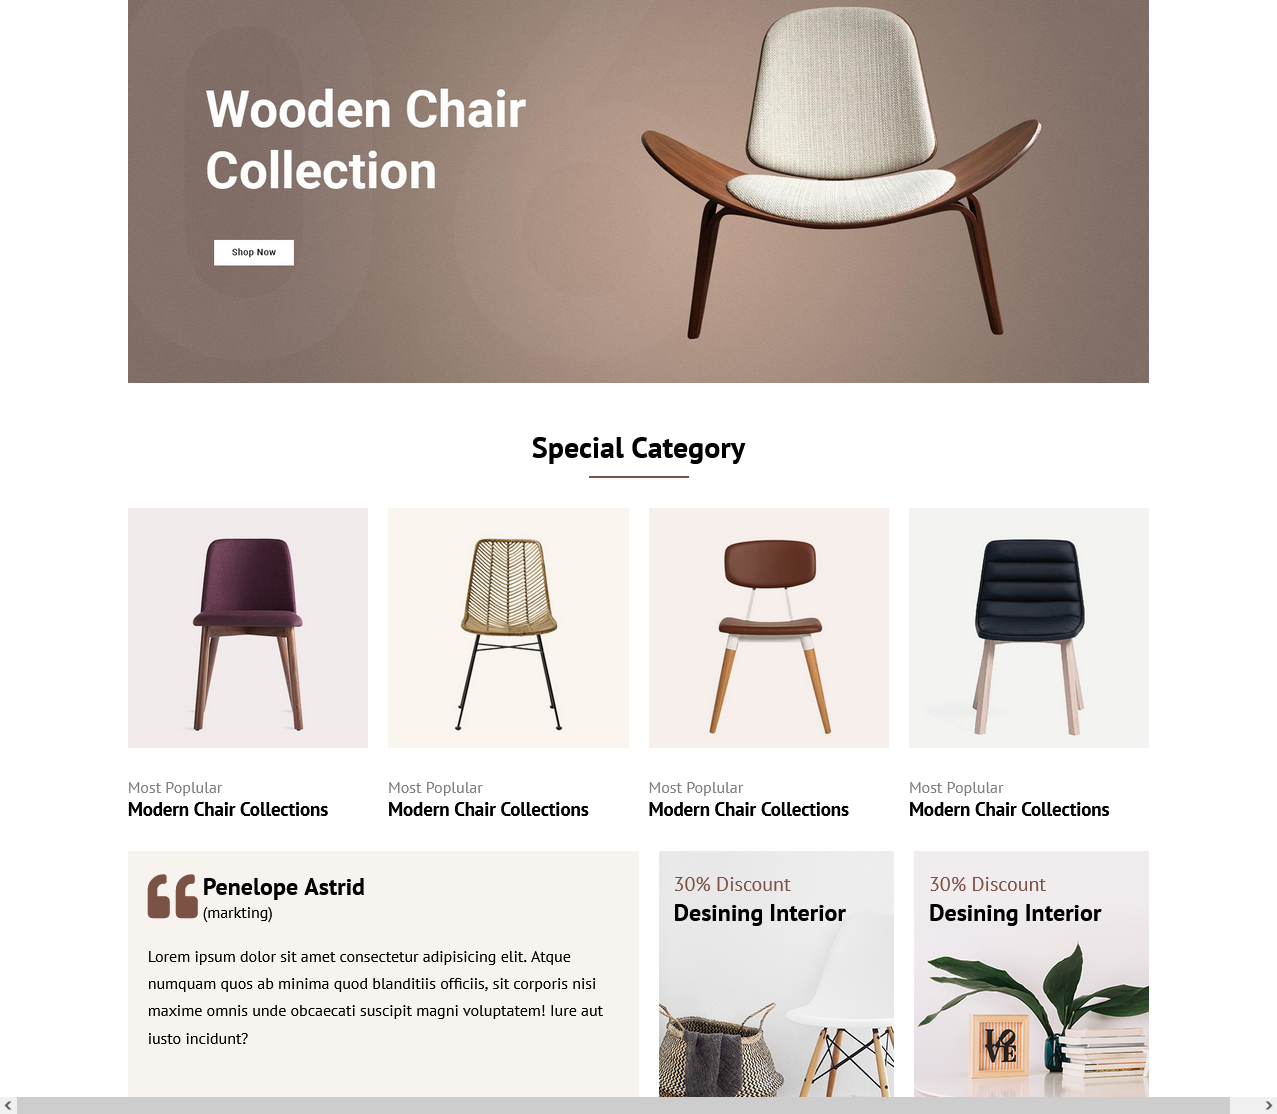 Wooden Chair
Collection
Shop Now
Special Category
Most Poplular
Modern Chair Collections
Most Poplular
Modern Chair Collections
Most Poplular
Modern Chair Collections
Most Poplular
Modern Chair Collections
Penelope Astrid
(markting)
Lorem ipsum dolor sit amet consectetur adipisicing elit. Atque
numquam quos ab minima quod blanditiis officiis, sit corporis nisi
maxime omnis unde obcaecati suscipit magni voluptatem! Iure aut
iusto incidunt?
30% Discount
Desining Interior
30% Discount
Desining Interior
LOVE